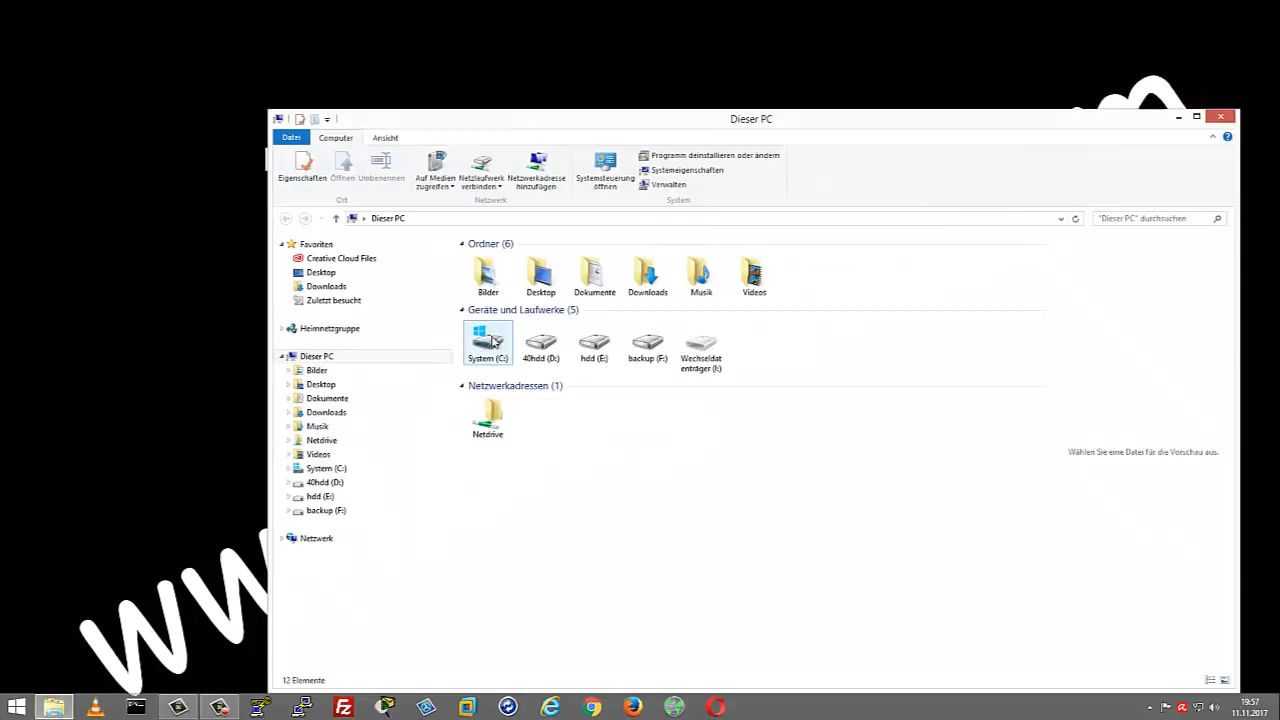 Dieser PC
Datei Computer Ansicht
Eigenschaften Öffnen Umbenennen Auf Medien zugreifen Netzlaufwerk verbinden Netzwerkadresse hinzufügen Systemsteuerung öffnen
Programm deinstallieren oder ändern
Systemeigenschaften
Verwalten
Ort Netzwerk System
Dieser PC "Dieser PC" durchsuchen
Favoriten
Creative Cloud Files
Desktop
Downloads
Zuletzt besucht
Heimnetzgruppe
Dieser PC
Bilder
Desktop
Dokumente
Downloads
Musik
Netdrive
Videos
System (C:)
40hdd (D:)
hdd (E:)
backup (F:)
Netzwerk
Ordner (6)
Bilder Desktop Dokumente Downloads Musik Videos
Geräte und Laufwerke (5)
System (C:) 40hdd (D:) hdd (E:) backup (F:) Wechseldat
enträger (I:)
Netzwerkadressen (1)
Netdrive
Wählen Sie eine Datei für die Vorschau aus.
12 Elemente
ww
19:57
11.11.2017